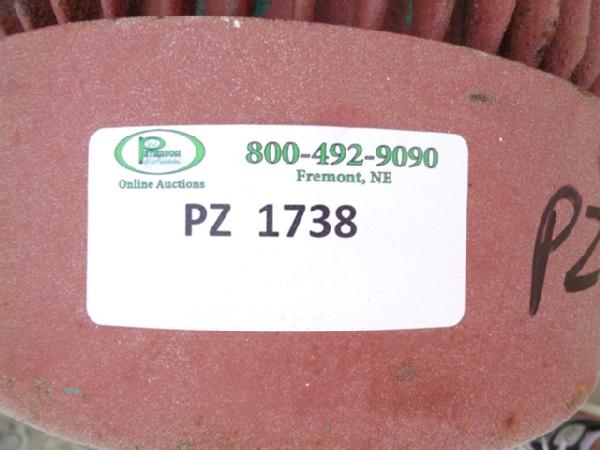 800-492-9090
Online Auctions
Fremont, NE
PZ 1738
PZ